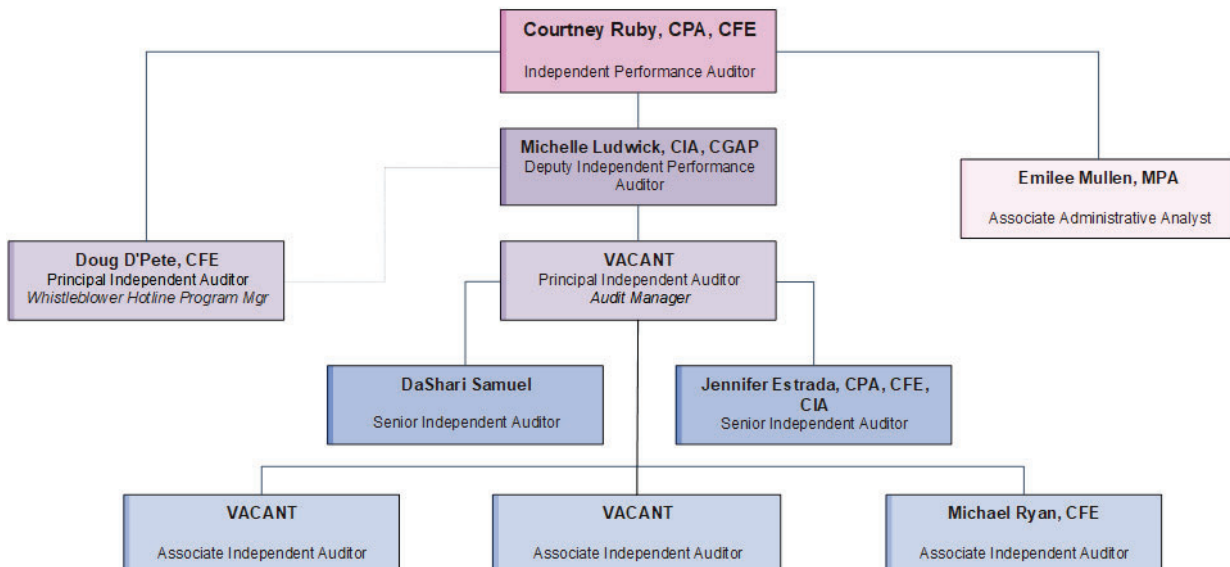 Courtney Ruby, CPA, CFE
Independent Performance Auditor
Michelle Ludwick, CIA, CGAP
Deputy Independent Performance
Auditor
Emilee Mullen, MPA
Associate Administrative Analyst
Doug D'Pete, CFE
Principal Independent Auditor
Whistleblower Hotline Program Mgr
VACANT
Principal Independent Auditor
Audit Manager
DaShari Samuel
Senior Independent Auditor
Jennifer Estrada, CPA, CFE,
CIA
Senior Independent Auditor
VACANT
Associate Independent Auditor
VACANT
Associate Independent Auditor
Michael Ryan, CFE
Associate Independent Auditor